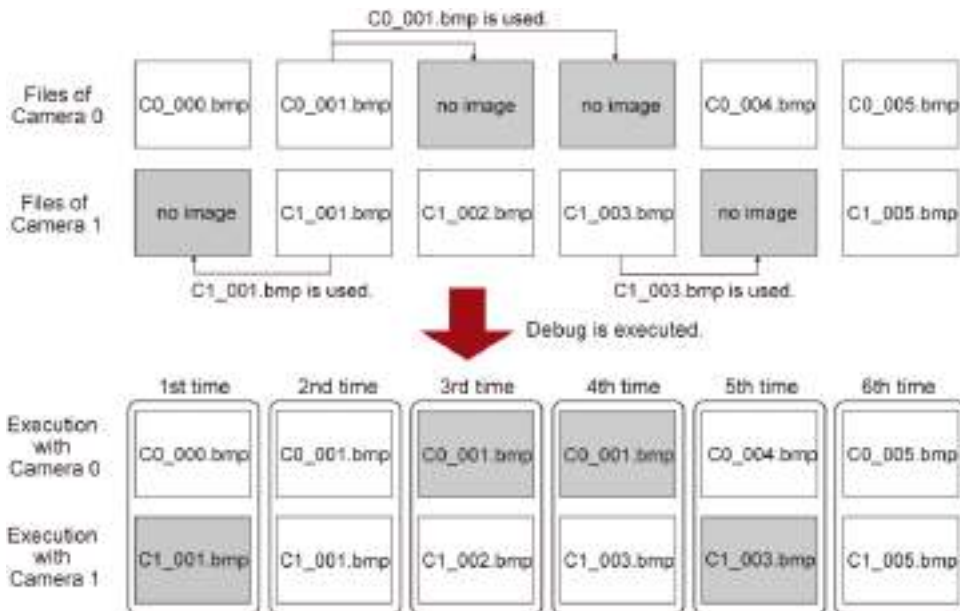 C0_001.bmp is used.
Files of
Camera 0
C0_000.bmp
C0_001.bmp
no image
no image
C0_004.bmp
C0_005.bmp
Files of
Camera 1
no image
C1_001.bmp
C1_002.bmp
C1_003.bmp
no image
C1_005.bmp
C1_001.bmp is used.
C1_003.bmp is used.
Debug is executed.
1st time
2nd time
3rd time
4th time
5th time
6th time
Execution
with
Camera 0
C0_000.bmp
C0_001.bmp
C0_001.bmp
C0_001.bmp
C0_004.bmp
C0_005.bmp
Execution
with
Camera 1
C1_001.bmp
C1_001.bmp
C1_002.bmp
C1_003.bmp
C1_003.bmp
C1_005.bmp